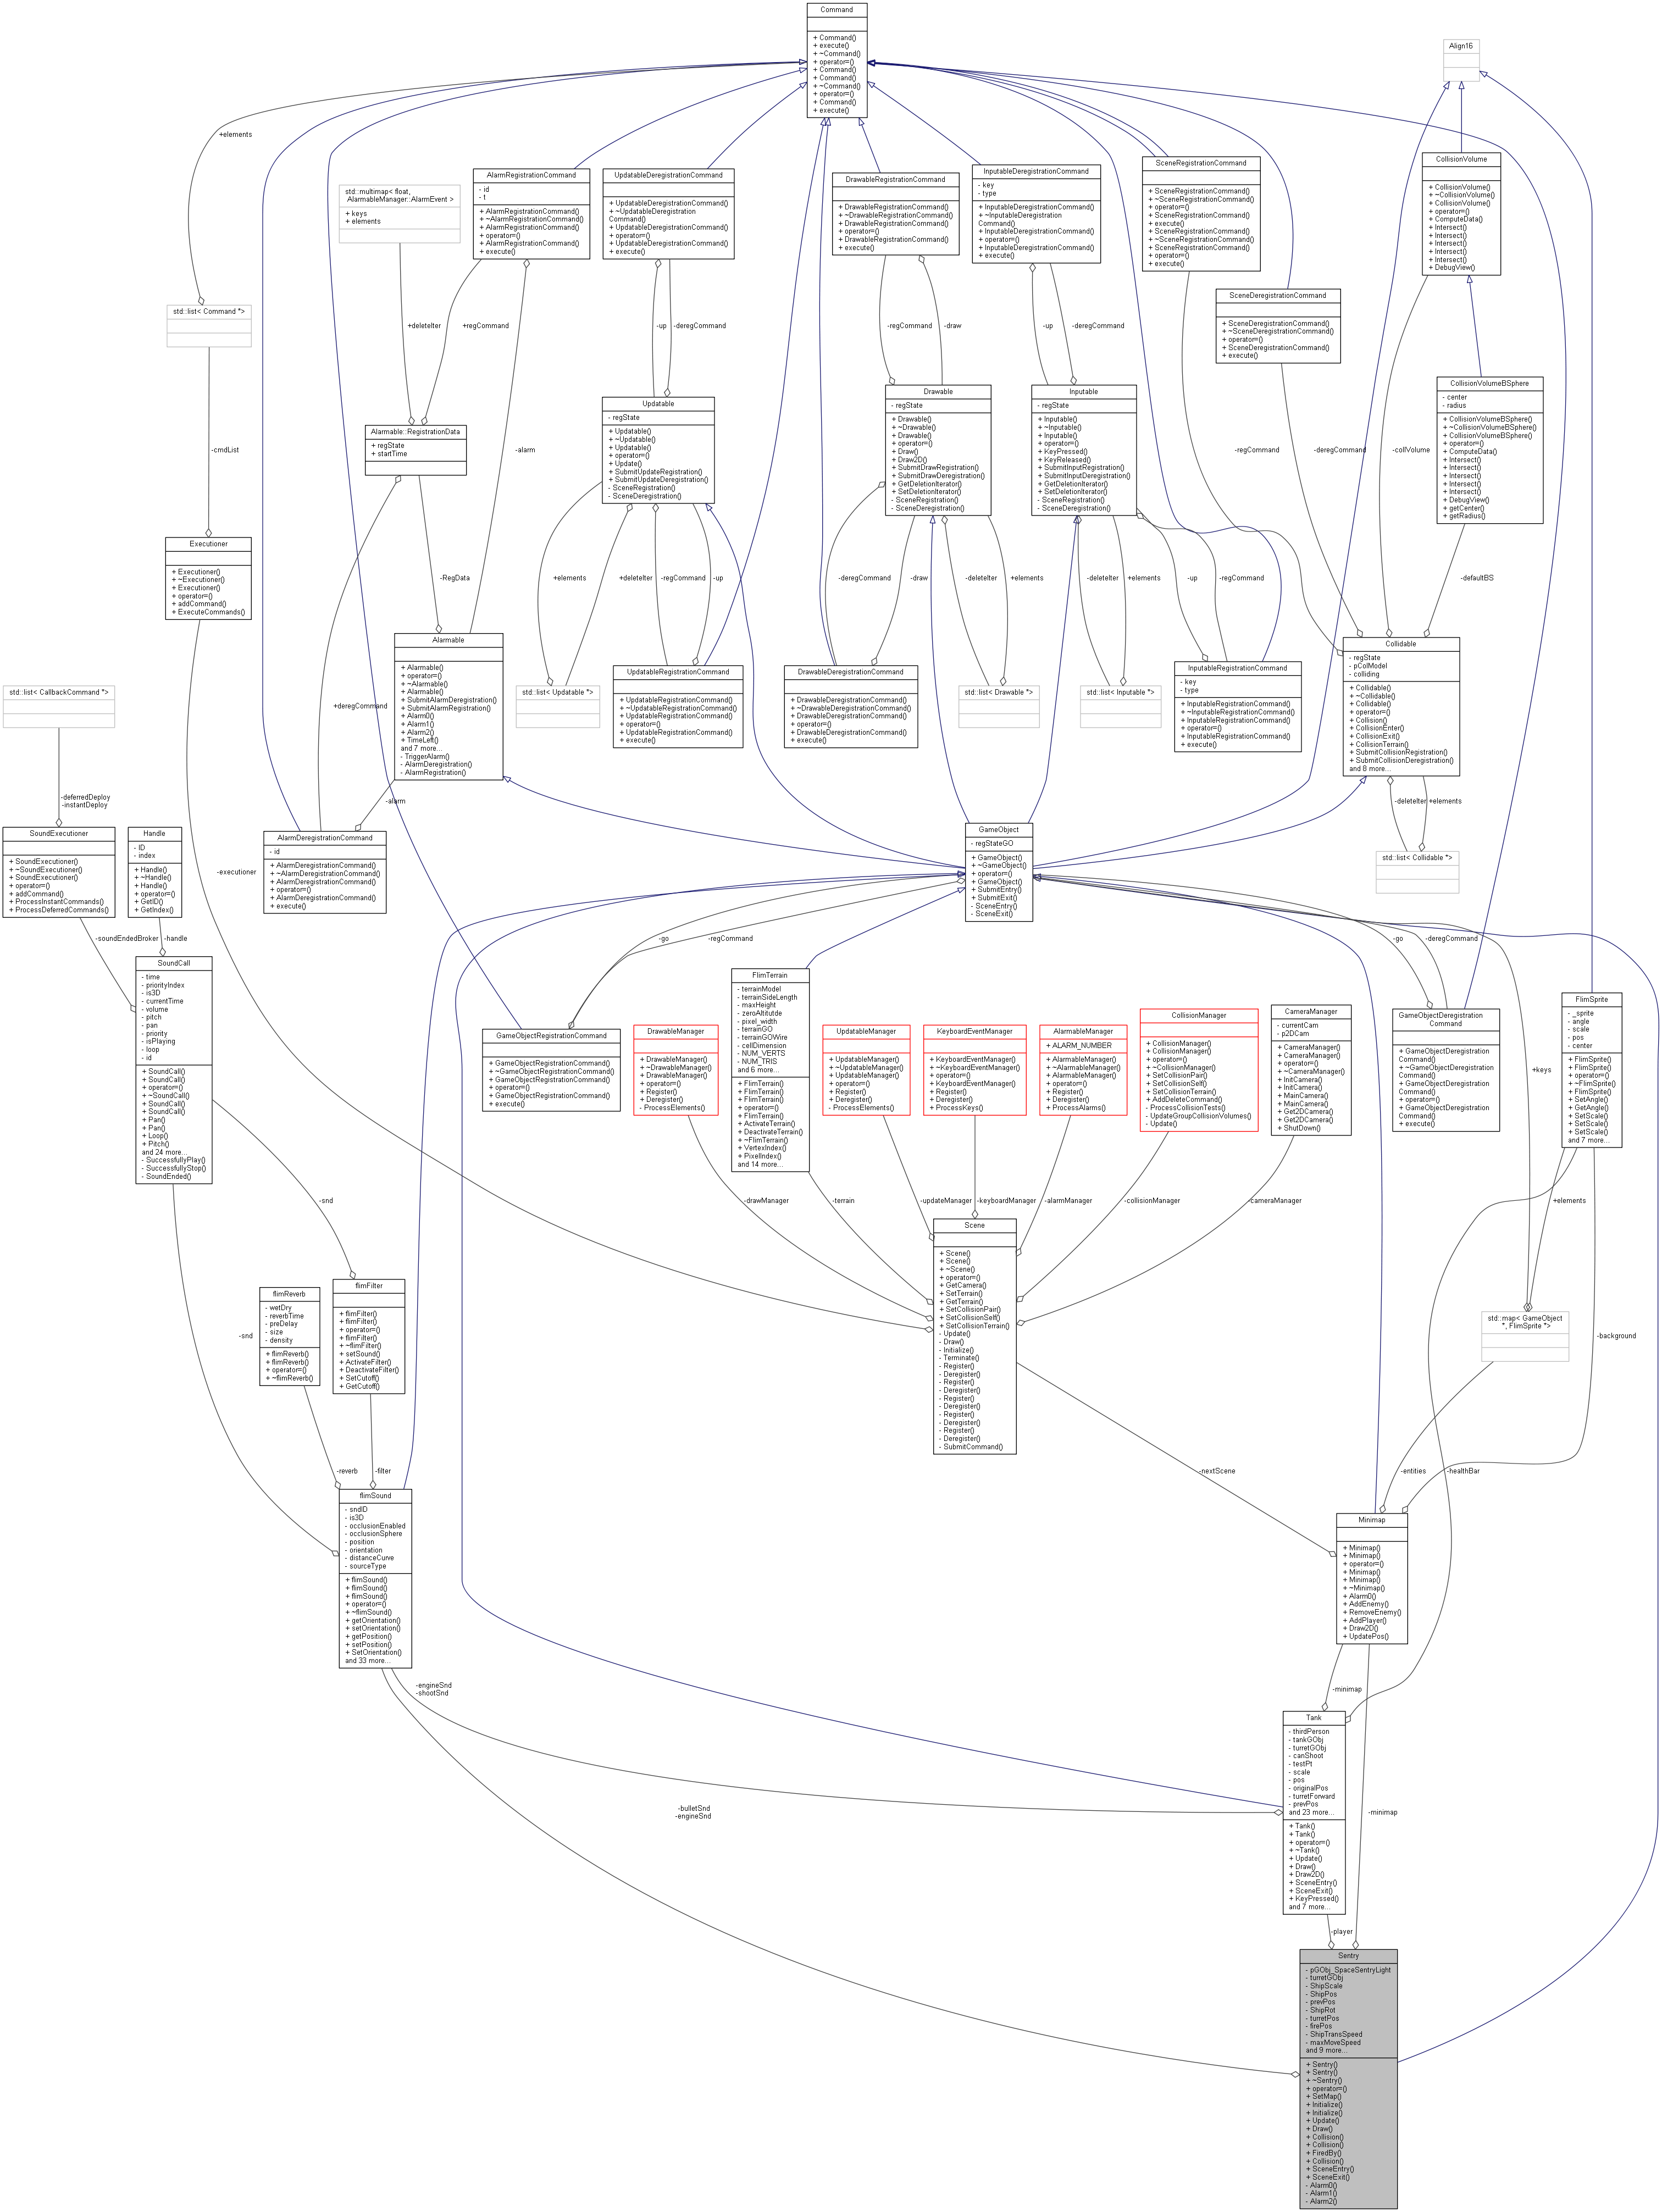 Command
+ Command()
+ execute()
+ ~Command()
+ operator=()
+ Command()
+ Command()
+ ~Command()
+ operator=()
+ Command()
+ execute()
Align16
+elements
AlarmRegistrationCommand
- id
- t
+ AlarmRegistrationCommand()
+ ~AlarmRegistrationCommand()
+ AlarmRegistrationCommand()
+ operator=()
+ AlarmRegistrationCommand()
+ execute()
UpdatableDeregistrationCommand
+ UpdatableDeregistrationCommand()
+ ~UpdatableDeregistration
Command()
+ UpdatableDeregistrationCommand()
+ operator=()
+ UpdatableDeregistrationCommand()
+ execute()
DrawableRegistrationCommand
+ DrawableRegistrationCommand()
+ ~DrawableRegistrationCommand()
+ DrawableRegistrationCommand()
+ operator=()
+ DrawableRegistrationCommand()
+ execute()
InputableDeregistrationCommand
- key
- type
+ InputableDeregistrationCommand()
+ ~InputableDeregistration
Command()
+ InputableDeregistrationCommand()
+ operator=()
+ InputableDeregistrationCommand()
+ execute()
SceneRegistrationCommand
+ SceneRegistrationCommand()
+ ~SceneRegistrationCommand()
+ operator=()
+ SceneRegistrationCommand()
+ execute()
+ SceneRegistrationCommand()
+ ~SceneRegistrationCommand()
+ SceneRegistrationCommand()
+ operator=()
+ execute()
CollisionVolume
+ CollisionVolume()
+ ~CollisionVolume()
+ CollisionVolume()
+ operator=()
+ ComputeData()
+ Intersect()
+ Intersect()
+ Intersect()
+ Intersect()
+ Intersect()
+ DebugView()
std::multimap< float,
AlarmableManager::AlarmEvent >
+ keys
+ elements
SceneDeregistrationCommand
+ SceneDeregistrationCommand()
+ ~SceneDeregistrationCommand()
+ operator=()
+ SceneDeregistrationCommand()
+ execute()
std::list< Command *>
+deleteIter
+regCommand
-up
-deregCommand
-regCommand
-draw
-up
-deregCommand
CollisionVolumeBSphere
- center
- radius
+ CollisionVolumeBSphere()
+ ~CollisionVolumeBSphere()
+ CollisionVolumeBSphere()
+ operator=()
+ ComputeData()
+ Intersect()
+ Intersect()
+ Intersect()
+ Intersect()
+ Intersect()
+ DebugView()
+ getCenter()
+ getRadius()
Updatable
- regState
+ Updatable()
+ ~Updatable()
+ Updatable()
+ operator=()
+ Update()
+ SubmitUpdateRegistration()
+ SubmitUpdateDeregistration()
- SceneRegistration()
- SceneDeregistration()
Drawable
- regState
+ Drawable()
+ ~Drawable()
+ Drawable()
+ operator=()
+ Draw()
+ Draw2D()
+ SubmitDrawRegistration()
+ SubmitDrawDeregistration()
+ GetDeletionIterator()
+ SetDeletionIterator()
- SceneRegistration()
- SceneDeregistration()
Inputable
- regState
+ Inputable()
+ ~Inputable()
+ Inputable()
+ operator=()
+ KeyPressed()
+ KeyReleased()
+ SubmitInputRegistration()
+ SubmitInputDeregistration()
+ GetDeletionIterator()
+ SetDeletionIterator()
- SceneRegistration()
- SceneDeregistration()
Alarmable::RegistrationData
+ regState
+ startTime
-cmdList
-alarm
-regCommand
-deregCommand
-collVolume
Executioner
+ Executioner()
+ ~Executioner()
+ Executioner()
+ operator=()
+ addCommand()
+ ExecuteCommands()
-RegData
+elements
+deleteIter
-regCommand
-up
-deregCommand
-draw
-deleteIter
+elements
-deleteIter
+elements
-up
-regCommand
-defaultBS
Alarmable
+ Alarmable()
+ operator=()
+ ~Alarmable()
+ Alarmable()
+ SubmitAlarmDeregistration()
+ SubmitAlarmRegistration()
+ Alarm0()
+ Alarm1()
+ Alarm2()
+ TimeLeft()
and 7 more...
- TriggerAlarm()
- AlarmDeregistration()
- AlarmRegistration()
Collidable
- regState
- pColModel
- colliding
+ Collidable()
+ ~Collidable()
+ Collidable()
+ operator=()
+ Collision()
+ CollisionEnter()
+ CollisionExit()
+ CollisionTerrain()
+ SubmitCollisionRegistration()
+ SubmitCollisionDeregistration()
and 8 more...
UpdatableRegistrationCommand
+ UpdatableRegistrationCommand()
+ ~UpdatableRegistrationCommand()
+ UpdatableRegistrationCommand()
+ operator=()
+ UpdatableRegistrationCommand()
+ execute()
DrawableDeregistrationCommand
+ DrawableDeregistrationCommand()
+ ~DrawableDeregistrationCommand()
+ DrawableDeregistrationCommand()
+ operator=()
+ DrawableDeregistrationCommand()
+ execute()
InputableRegistrationCommand
- key
- type
+ InputableRegistrationCommand()
+ ~InputableRegistrationCommand()
+ InputableRegistrationCommand()
+ operator=()
+ InputableRegistrationCommand()
+ execute()
std::list< CallbackCommand *>
std::list< Updatable *>
std::list< Drawable *>
std::list< Inputable *>
+deregCommand
-deferredDeploy
-instantDeploy
-alarm
-deleteIter
+elements
SoundExecutioner
+ SoundExecutioner()
+ ~SoundExecutioner()
+ SoundExecutioner()
+ operator=()
+ addCommand()
+ ProcessInstantCommands()
+ ProcessDeferredCommands()
Handle
- ID
- index
+ Handle()
+ ~Handle()
+ Handle()
+ operator=()
+ GetID()
+ GetIndex()
AlarmDeregistrationCommand
- id
+ AlarmDeregistrationCommand()
+ ~AlarmDeregistrationCommand()
+ AlarmDeregistrationCommand()
+ operator=()
+ AlarmDeregistrationCommand()
+ execute()
GameObject
- regStateGO
+ GameObject()
+ ~GameObject()
+ operator=()
+ GameObject()
+ SubmitEntry()
+ SubmitExit()
- SceneEntry()
- SceneExit()
std::list< Collidable *>
-executioner
-soundEndedBroker
-handle
-go
-regCommand
-go
-deregCommand
SoundCall
- time
- priorityIndex
- is3D
- currentTime
- volume
- pitch
- pan
- priority
- isPlaying
- loop
- id
+ SoundCall()
+ SoundCall()
+ operator=()
+ ~SoundCall()
+ SoundCall()
+ SoundCall()
+ Pan()
+ Pan()
+ Loop()
+ Pitch()
and 24 more...
- SuccessfullyPlay()
- SuccessfullyStop()
- SoundEnded()
FlimTerrain
- terrainModel
- terrainSideLength
- maxHeight
- zeroAltitutde
- pixel_width
- terrainGO
- terrainGOWire
- cellDimension
- NUM_VERTS
- NUM_TRIS
and 6 more...
+ FlimTerrain()
+ FlimTerrain()
+ FlimTerrain()
+ operator=()
+ FlimTerrain()
+ ActivateTerrain()
+ DeactivateTerrain()
+ ~FlimTerrain()
+ VertexIndex()
+ PixelIndex()
and 14 more...
GameObjectRegistrationCommand
+ GameObjectRegistrationCommand()
+ ~GameObjectRegistrationCommand()
+ GameObjectRegistrationCommand()
+ operator=()
+ GameObjectRegistrationCommand()
+ execute()
DrawableManager
+ DrawableManager()
+ ~DrawableManager()
+ DrawableManager()
+ operator=()
+ Register()
+ Deregister()
- ProcessElements()
UpdatableManager
+ UpdatableManager()
+ ~UpdatableManager()
+ UpdatableManager()
+ operator=()
+ Register()
+ Deregister()
- ProcessElements()
KeyboardEventManager
+ KeyboardEventManager()
+ ~KeyboardEventManager()
+ operator=()
+ KeyboardEventManager()
+ Register()
+ Deregister()
+ ProcessKeys()
AlarmableManager
+ ALARM_NUMBER
+ AlarmableManager()
+ ~AlarmableManager()
+ AlarmableManager()
+ operator=()
+ Register()
+ Deregister()
+ ProcessAlarms()
CollisionManager
+ CollisionManager()
+ CollisionManager()
+ operator=()
+ ~CollisionManager()
+ SetCollisionPair()
+ SetCollisionSelf()
+ SetCollisionTerrain()
+ AddDeleteCommand()
- ProcessCollisionTests()
- UpdateGroupCollisionVolumes()
- Update()
CameraManager
- currentCam
- p2DCam
+ CameraManager()
+ CameraManager()
+ operator=()
+ ~CameraManager()
+ InitCamera()
+ InitCamera()
+ MainCamera()
+ MainCamera()
+ Get2DCamera()
+ Get2DCamera()
+ ShutDown()
GameObjectDeregistration
Command
+ GameObjectDeregistration
Command()
+ ~GameObjectDeregistration
Command()
+ GameObjectDeregistration
Command()
+ operator=()
+ GameObjectDeregistration
Command()
+ execute()
+keys
FlimSprite
- _sprite
- angle
- scale
- pos
- center
+ FlimSprite()
+ FlimSprite()
+ operator=()
+ ~FlimSprite()
+ FlimSprite()
+ SetAngle()
+ GetAngle()
+ SetScale()
+ SetScale()
+ SetScale()
and 7 more...
-snd
-drawManager
-terrain
-updateManager
-keyboardManager
-alarmManager
-collisionManager
-cameraManager
+elements
Scene
+ Scene()
+ Scene()
+ ~Scene()
+ operator=()
+ GetCamera()
+ SetTerrain()
+ GetTerrain()
+ SetCollisionPair()
+ SetCollisionSelf()
+ SetCollisionTerrain()
- Update()
- Draw()
- Initialize()
- Terminate()
- Register()
- Deregister()
- Register()
- Deregister()
- Register()
- Deregister()
- Register()
- Deregister()
- Register()
- Deregister()
- SubmitCommand()
flimReverb
- wetDry
- reverbTime
- preDelay
- size
- density
+ flimReverb()
+ flimReverb()
+ operator=()
+ ~flimReverb()
flimFilter
+ flimFilter()
+ flimFilter()
+ operator=()
+ flimFilter()
+ ~flimFilter()
+ setSound()
+ ActivateFilter()
+ DeactivateFilter()
+ SetCutoff()
+ GetCutoff()
std::map< GameObject
*, FlimSprite *>
-snd
-background
-reverb
-filter
-nextScene
-entities
-healthBar
flimSound
- sndID
- is3D
- occlusionEnabled
- occlusionSphere
- position
- orientation
- distanceCurve
- sourceType
+ flimSound()
+ flimSound()
+ flimSound()
+ operator=()
+ ~flimSound()
+ getOrientation()
+ setOrientation()
+ getPosition()
+ setPosition()
+ SetOrientation()
and 33 more...
Minimap
+ Minimap()
+ Minimap()
+ operator=()
+ Minimap()
+ Minimap()
+ ~Minimap()
+ Alarm0()
+ AddEnemy()
+ RemoveEnemy()
+ AddPlayer()
+ Draw2D()
+ UpdatePos()
-engineSnd
-shootSnd
-minimap
Tank
- thirdPerson
- tankGObj
- turretGObj
- canShoot
- testPt
- scale
- pos
- originalPos
- turretForward
- prevPos
and 23 more...
+ Tank()
+ Tank()
+ operator=()
+ ~Tank()
+ Update()
+ Draw()
+ Draw2D()
+ SceneEntry()
+ SceneExit()
+ KeyPressed()
and 7 more...
-bulletSnd
-engineSnd
-minimap
-player
Sentry
- pGObj_SpaceSentryLight
- turretGObj
- ShipScale
- ShipPos
- prevPos
- ShipRot
- turretPos
- firePos
- ShipTransSpeed
- maxMoveSpeed
and 9 more...
+ Sentry()
+ Sentry()
+ ~Sentry()
+ operator=()
+ SetMap()
+ Initialize()
+ Initialize()
+ Update()
+ Draw()
+ Collision()
+ Collision()
+ FiredBy()
+ Collision()
+ SceneEntry()
+ SceneExit()
- Alarm0()
- Alarm1()
- Alarm2()